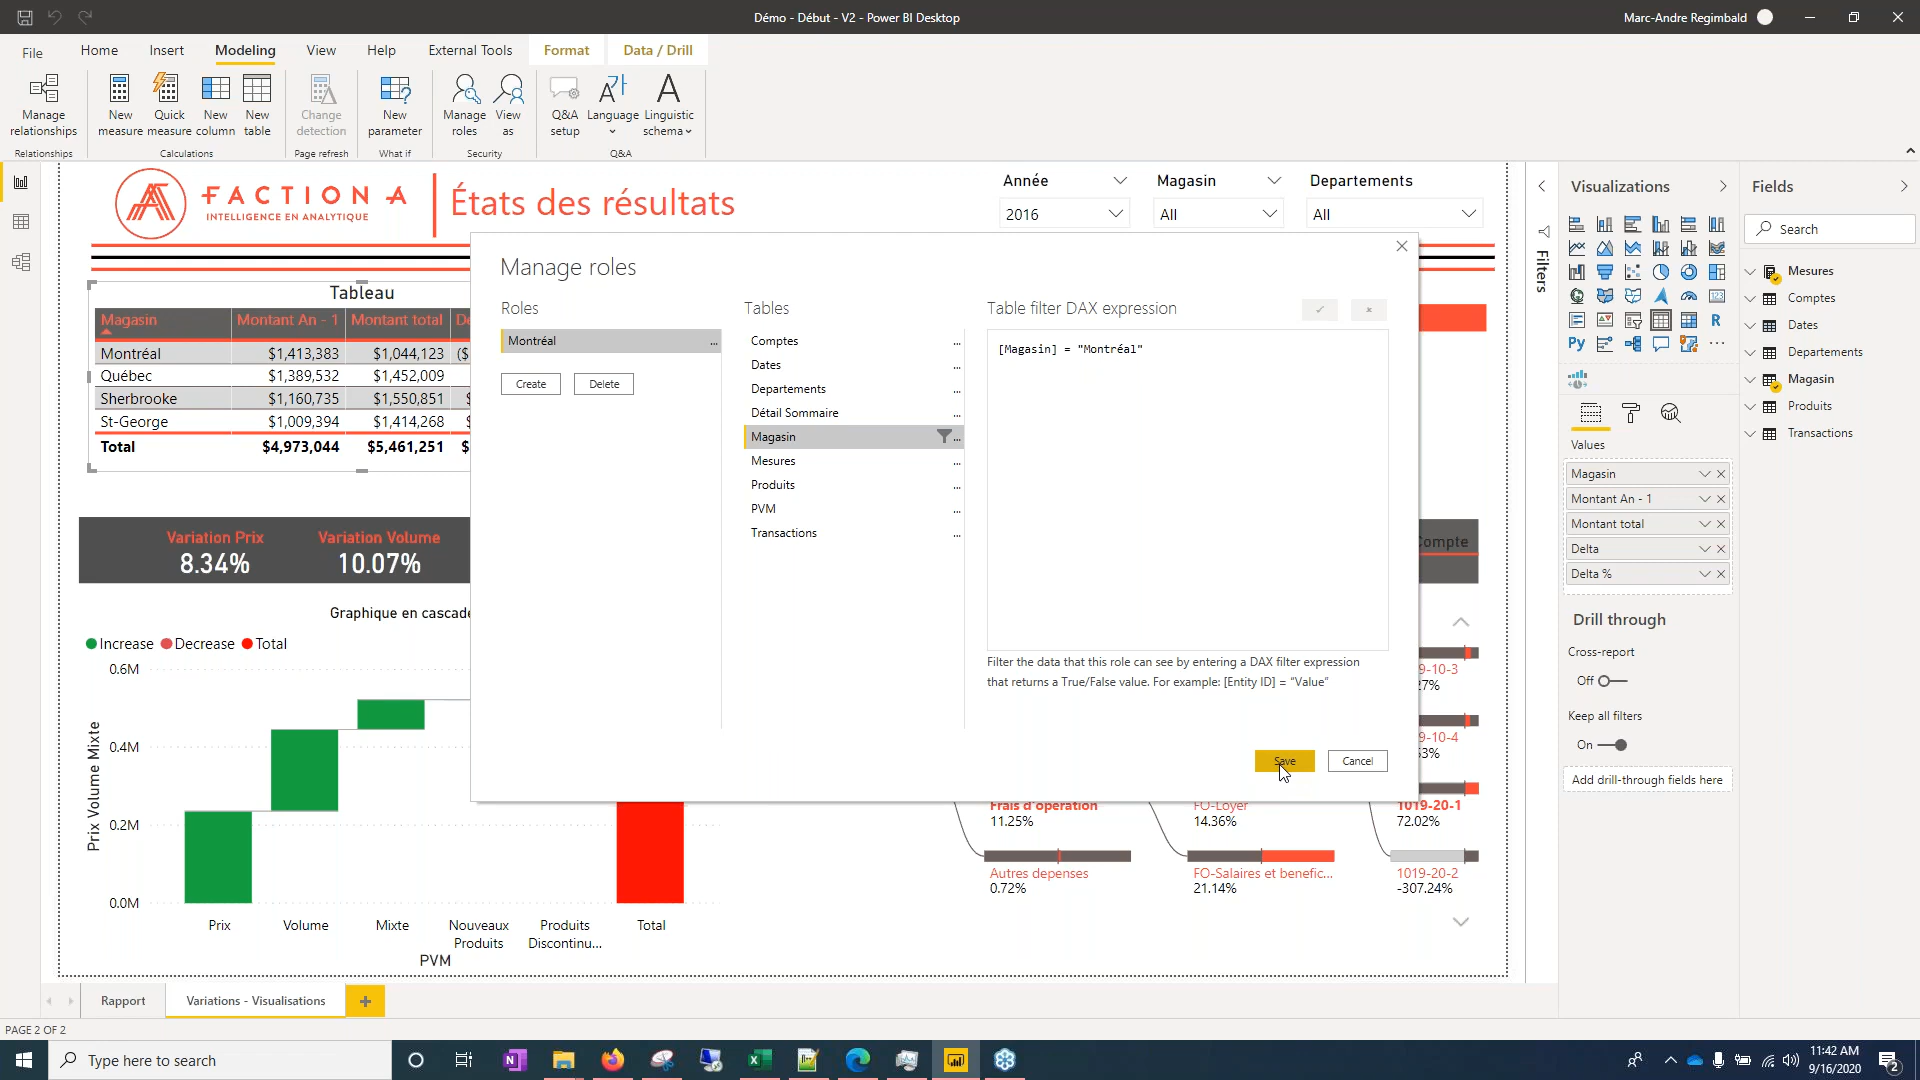 Démo - Début - V2 - Power BI Desktop
Marc-Andre Regimbald
File
Home
Insert
Modeling
View
Help
External Tools
Format
Data / Drill
Manage relationships
New measure
Quick measure
New column
New table
Change detection
New parameter
Manage roles
View as
Q&A setup
Language
Linguistic schema
Relationships
Calculations
Page refresh
What if
Security
Q&A
FACTION A
INTELLIGENCE EN ANALYTIQUE
États des résultats
Année
2016
Magasin
All
Departements
All
Tableau
Magasin Montant An - 1 Montant total De
Montréal $1,413,383 $1,044,123 ($
Québec $1,389,532 $1,452,009
Sherbrooke $1,160,735 $1,550,851 $
St-George $1,009,394 $1,414,268 $
Total $4,973,044 $5,461,251 $
Variation Prix
8.34%
Variation Volume
10.07%
Graphique en cascade
Increase Decrease Total
Prix Volume Mixte
0.6M
0.4M
0.2M
0.0M
Prix
Volume
Mixte
Nouveaux Produits
Produits Discontinu...
Total
PVM
Manage roles
Roles
Montréal ...
Create
Delete
Tables
Comptes ...
Dates ...
Departements ...
Détail Sommaire ...
Magasin ...
Mesures ...
Produits ...
PVM ...
Transactions ...
Table filter DAX expression
[Magasin] = "Montréal"
Filter the data that this role can see by entering a DAX filter expression
that returns a True/False value. For example: [Entity ID] = “Value”
Save
Cancel
Compte
9-10-3
27%
9-10-4
53%
Frais d'operation
11.25%
FO-Loyer
14.36%
1019-20-1
72.02%
Autres depenses
0.72%
FO-Salaires et benefic...
21.14%
1019-20-2
-307.24%
Filters
Visualizations
R
Py
123
...
Values
Magasin
Montant An - 1
Montant total
Delta
Delta %
Drill through
Cross-report
Off
Keep all filters
On
Add drill-through fields here
Fields
Search
Mesures
Comptes
Dates
Departements
Magasin
Produits
Transactions
Rapport
Variations - Visualisations
+
PAGE 2 OF 2
Type here to search
11:42 AM
9/16/2020
2